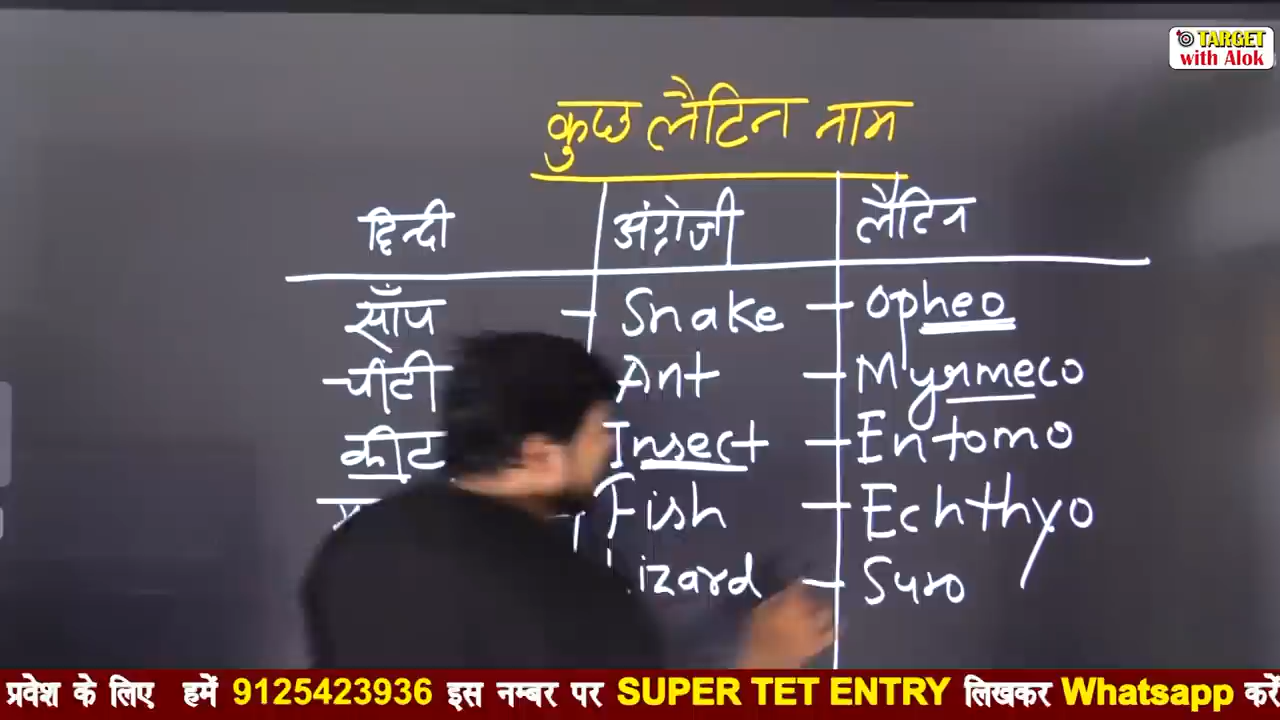 TARGET
with Alok
कुछ लैटिन नाम
हिन्दी अंग्रेजी लैटिन
साँप - Snake - Opheo
चींटी Ant - Myrmeco
कीट Insect - Entomo
Fish - Echthyo
Lizard - Suro
प्रवेश के लिए हमें 9125423936 इस नम्बर पर SUPER TET ENTRY लिखकर Whatsapp करें